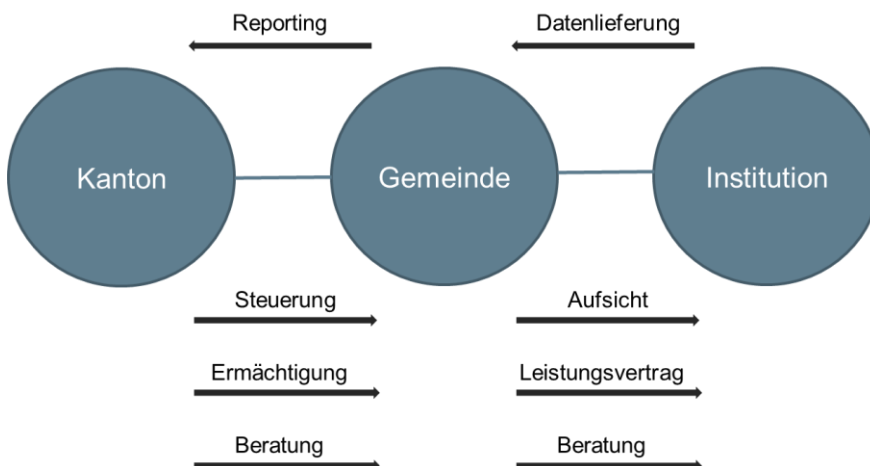 Reporting
Datenlieferung
Kanton
Gemeinde
Institution
Steuerung
Aufsicht
Ermächtigung
Leistungsvertrag
Beratung
Beratung